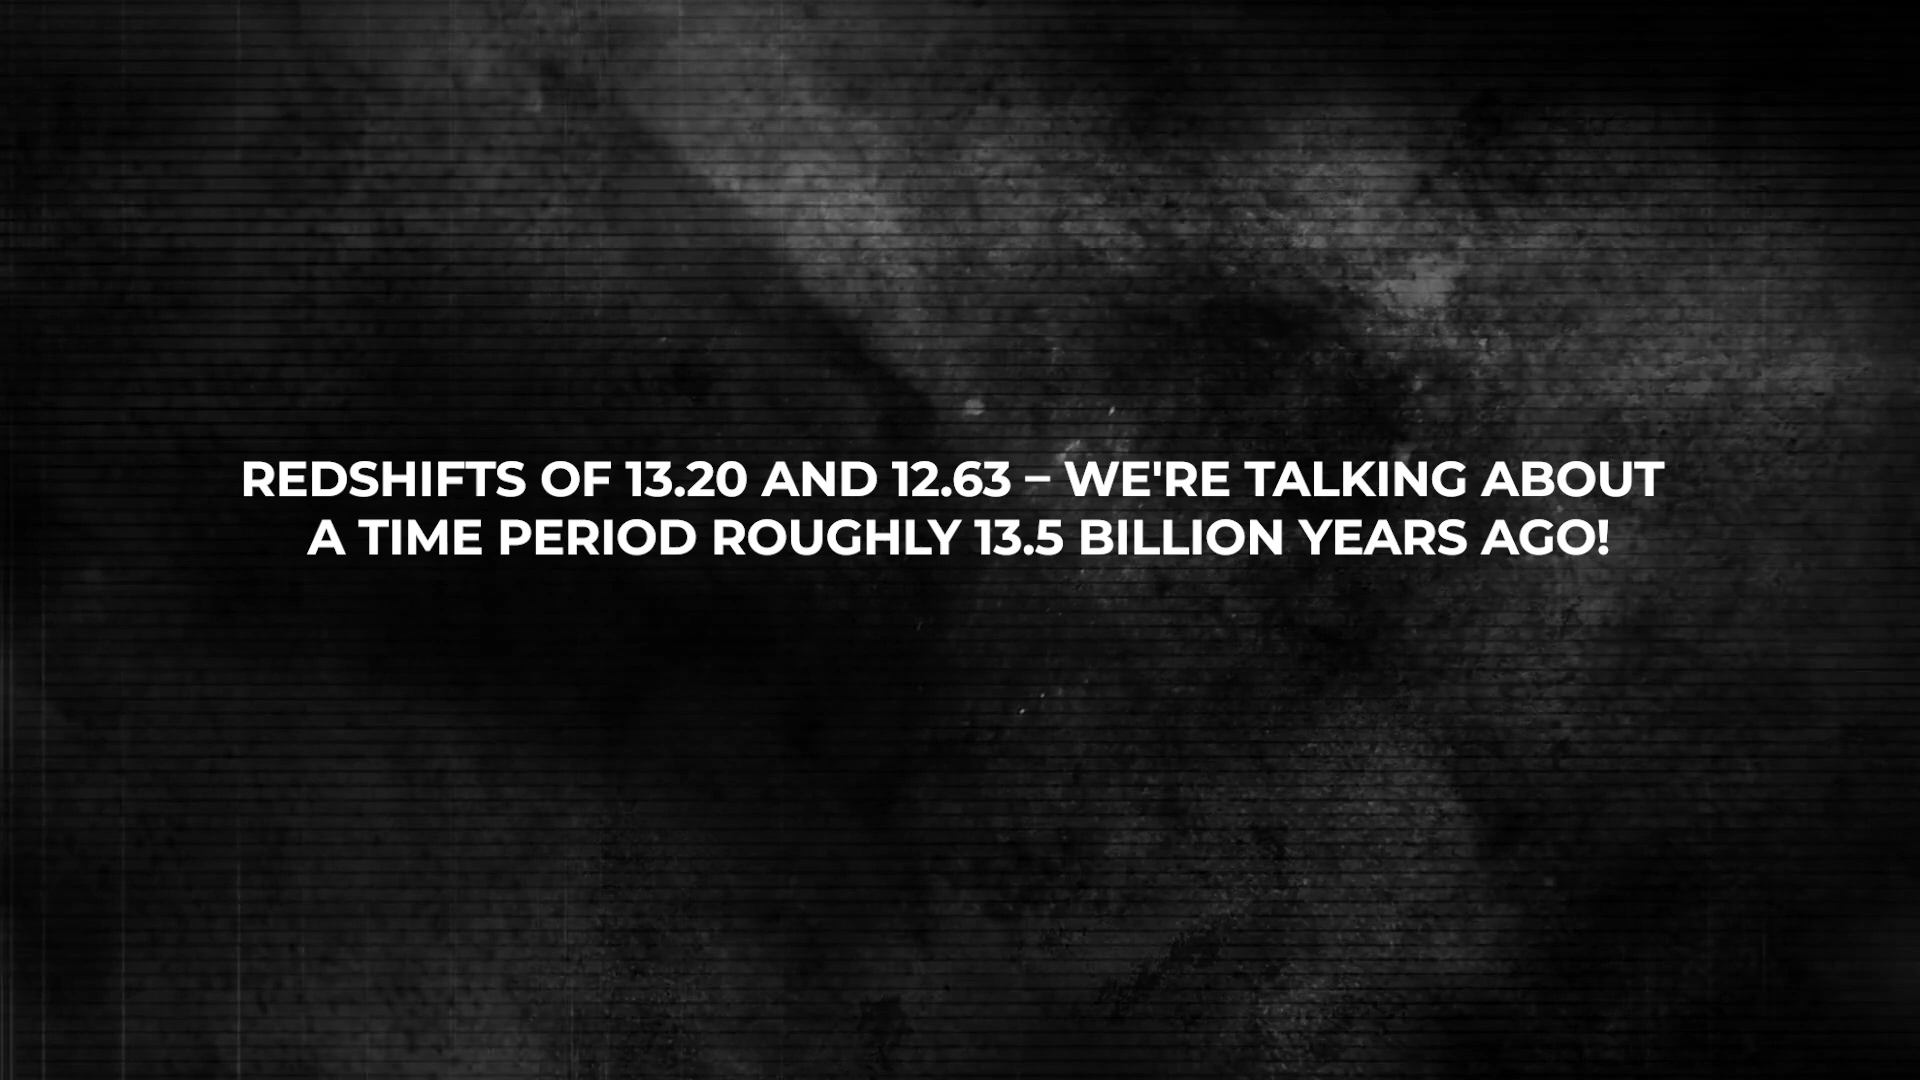 REDSHIFTS OF 13.20 AND 12.63 – WE'RE TALKING ABOUT
A TIME PERIOD ROUGHLY 13.5 BILLION YEARS AGO!